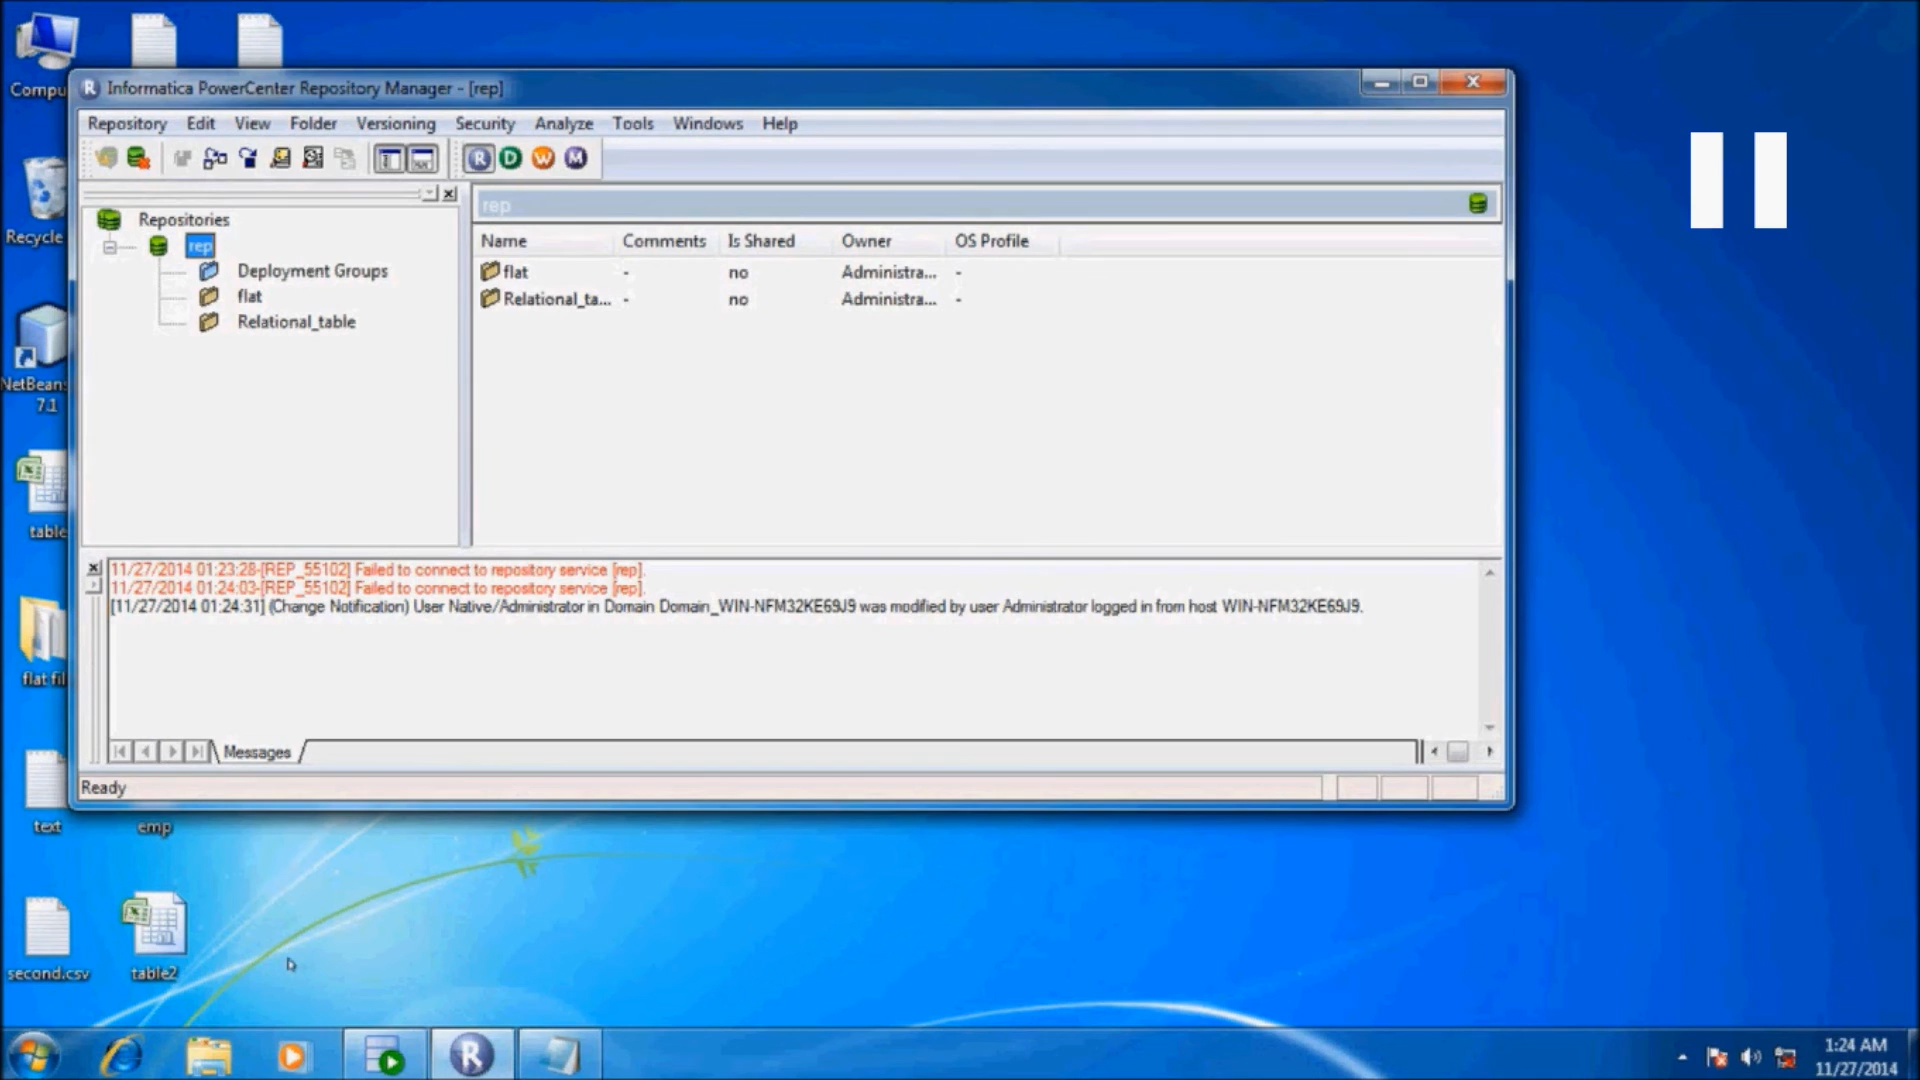 Compu
Recycle
NetBeans
7.1
table
flat fil
text
emp
second.csv
table2
R Informatica PowerCenter Repository Manager - [rep]
Repository Edit View Folder Versioning Security Analyze Tools Windows Help
R D W M
Repositories
rep
Deployment Groups
flat
Relational_table
rep
Name Comments Is Shared Owner OS Profile
flat - no Administra... -
Relational_ta... - no Administra... -
11/27/2014 01:23:28-[REP_55102] Failed to connect to repository service [rep].
11/27/2014 01:24:03-[REP_55102] Failed to connect to repository service [rep].
[11/27/2014 01:24:31] (Change Notification) User Native/Administrator in Domain Domain_WIN-NFM32KE69J9 was modified by user Administrator logged in from host WIN-NFM32KE69J9.
Messages
Ready
R
1:24 AM
11/27/2014